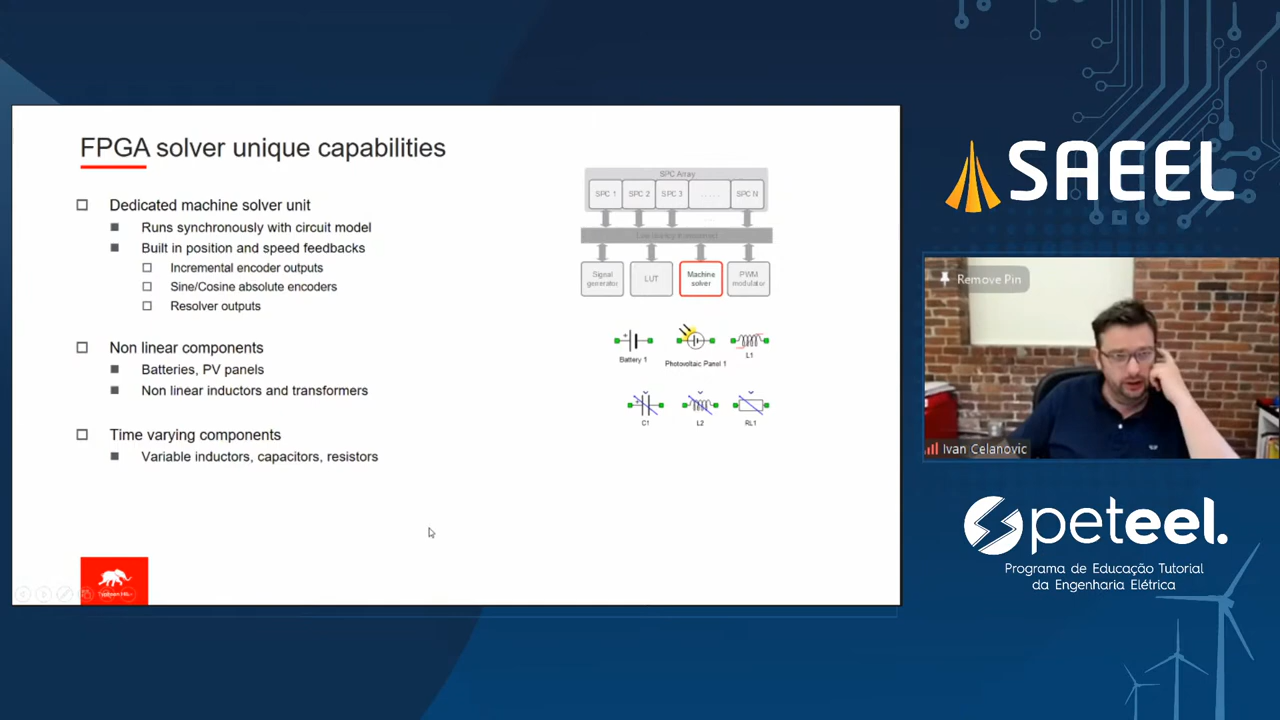 FPGA solver unique capabilities
Dedicated machine solver unit
Runs synchronously with circuit model
Built in position and speed feedbacks
Incremental encoder outputs
Sine/Cosine absolute encoders
Resolver outputs
Non linear components
Batteries, PV panels
Non linear inductors and transformers
Time varying components
Variable inductors, capacitors, resistors
SPC Array
SPC 1 SPC 2 SPC 3 ...... SPC N
Signal generator
LUT
Machine solver
PWM modulator
Battery 1
Photovoltaic Panel 1
L1
C1
L2
RL1
SAEEL
Remove Pin
Ivan Celanovic
peteel.
Programa de Educação Tutorial
da Engenharia Elétrica